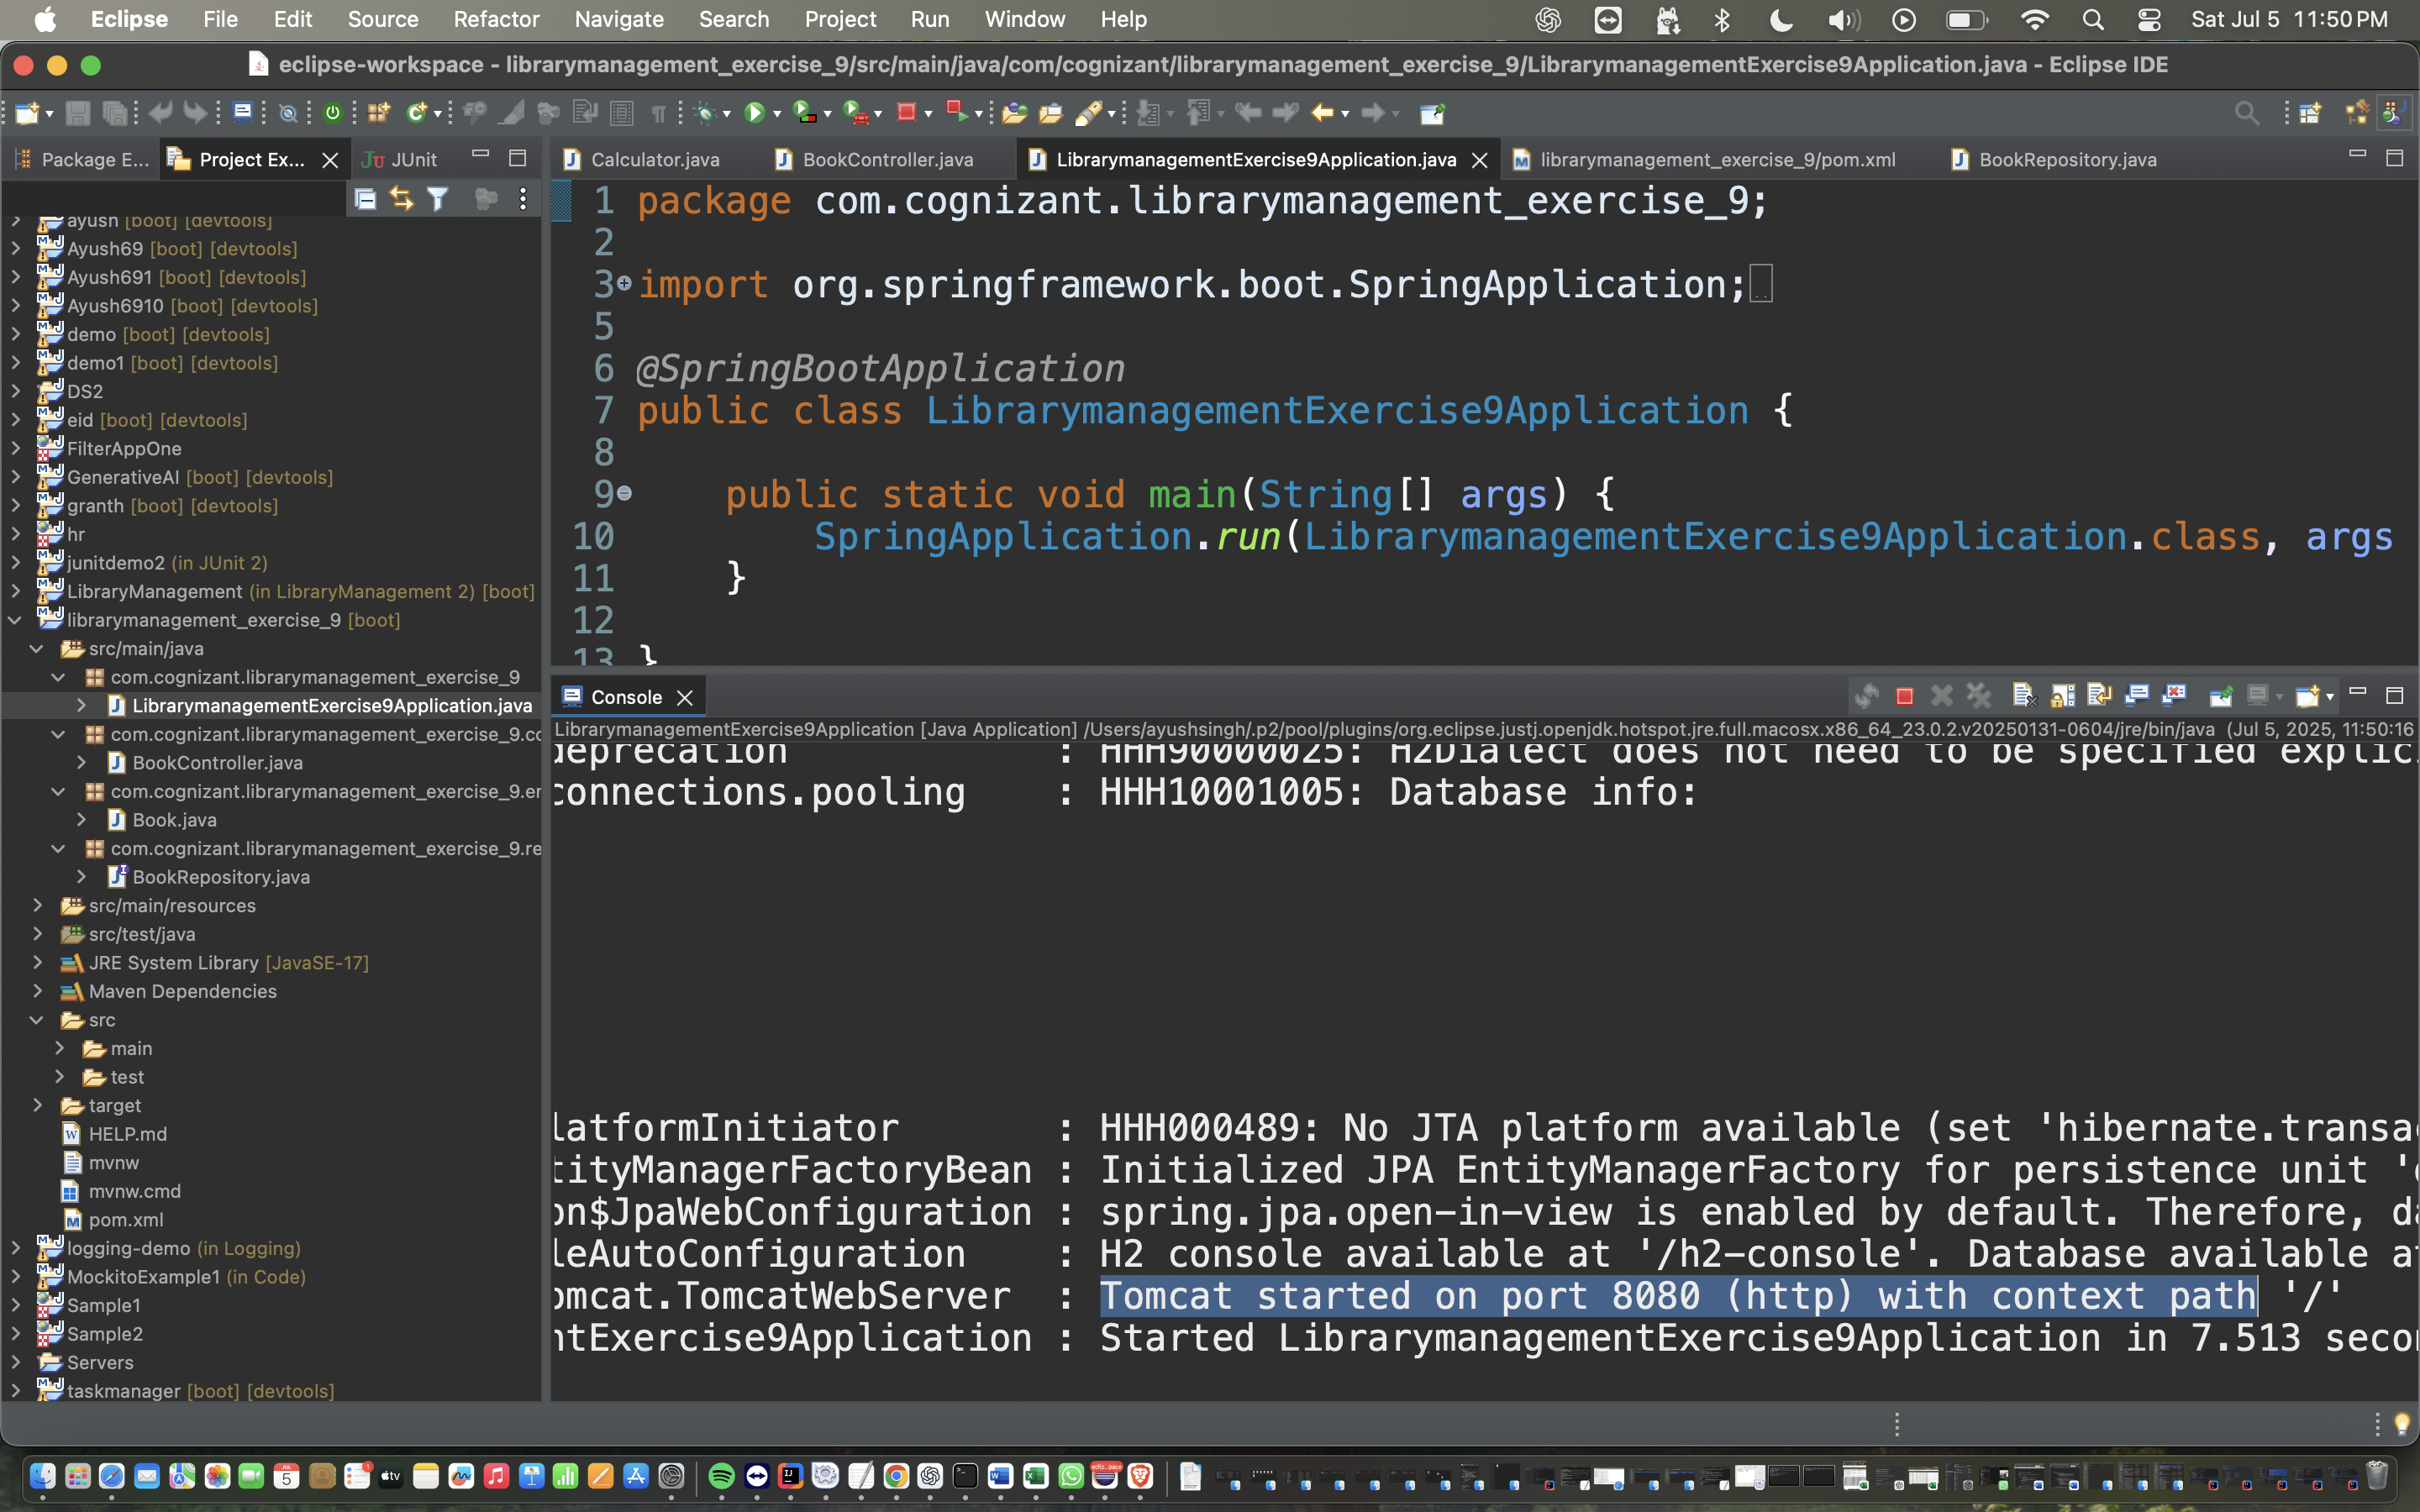 Eclipse File Edit Source Refactor Navigate Search Project Run Window Help Sat Jul 5 11:50 PM
eclipse-workspace - librarymanagement_exercise_9/src/main/java/com/cognizant/librarymanagement_exercise_9/LibrarymanagementExercise9Application.java - Eclipse IDE
Package E... Project Ex... JUnit
ayush [boot] [devtools]
Ayush69 [boot] [devtools]
Ayush691 [boot] [devtools]
Ayush6910 [boot] [devtools]
demo [boot] [devtools]
demo1 [boot] [devtools]
DS2
eid [boot] [devtools]
FilterAppOne
GenerativeAI [boot] [devtools]
granth [boot] [devtools]
hr
junitdemo2 (in JUnit 2)
LibraryManagement (in LibraryManagement 2) [boot]
librarymanagement_exercise_9 [boot]
src/main/java
com.cognizant.librarymanagement_exercise_9
LibrarymanagementExercise9Application.java
com.cognizant.librarymanagement_exercise_9.co
BookController.java
com.cognizant.librarymanagement_exercise_9.er
Book.java
com.cognizant.librarymanagement_exercise_9.re
BookRepository.java
src/main/resources
src/test/java
JRE System Library [JavaSE-17]
Maven Dependencies
src
main
test
target
HELP.md
mvnw
mvnw.cmd
pom.xml
logging-demo (in Logging)
MockitoExample1 (in Code)
Sample1
Sample2
Servers
taskmanager [boot] [devtools]
Calculator.java BookController.java LibrarymanagementExercise9Application.java librarymanagement_exercise_9/pom.xml BookRepository.java
1 package com.cognizant.librarymanagement_exercise_9;
2
3 import org.springframework.boot.SpringApplication;
5
6 @SpringBootApplication
7 public class LibrarymanagementExercise9Application {
8
9 public static void main(String[] args) {
10 SpringApplication.run(LibrarymanagementExercise9Application.class, args
11 }
12
13 }
Console
LibrarymanagementExercise9Application [Java Application] /Users/ayushsingh/.p2/pool/plugins/org.eclipse.justj.openjdk.hotspot.jre.full.macosx.x86_64_23.0.2.v20250131-0604/jre/bin/java (Jul 5, 2025, 11:50:16
deprecation : HHH90000025: H2Dialect does not need to be specified explic
connections.pooling : HHH10001005: Database info:
latformInitiator : HHH000489: No JTA platform available (set 'hibernate.transa
tityManagerFactoryBean : Initialized JPA EntityManagerFactory for persistence unit '
on$JpaWebConfiguration : spring.jpa.open-in-view is enabled by default. Therefore, da
leAutoConfiguration : H2 console available at '/h2-console'. Database available a
omcat.TomcatWebServer : Tomcat started on port 8080 (http) with context path '/'
ntExercise9Application : Started LibrarymanagementExercise9Application in 7.513 seco